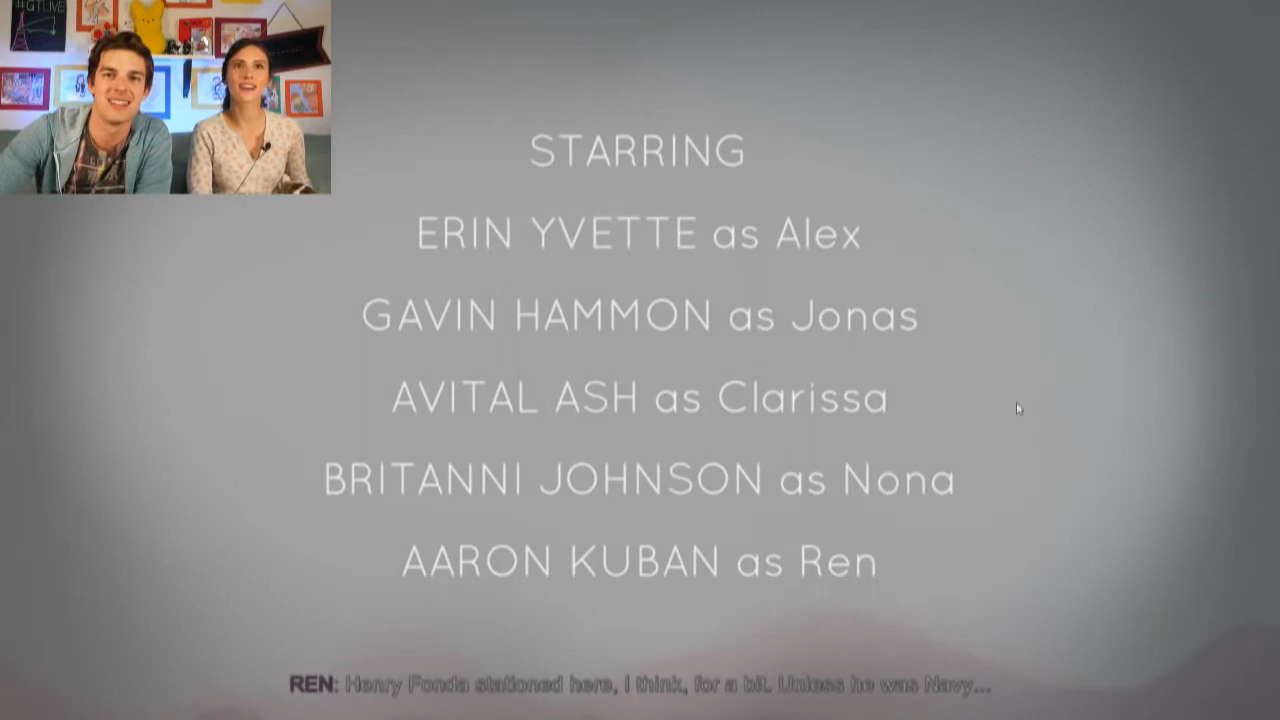 #GTLIVE
STARRING
ERIN YVETTE as Alex
GAVIN HAMMON as Jonas
AVITAL ASH as Clarissa
BRITANNI JOHNSON as Nona
AARON KUBAN as Ren
REN: Henry Fonda stationed here, I think, for a bit. Unless he was Navy...